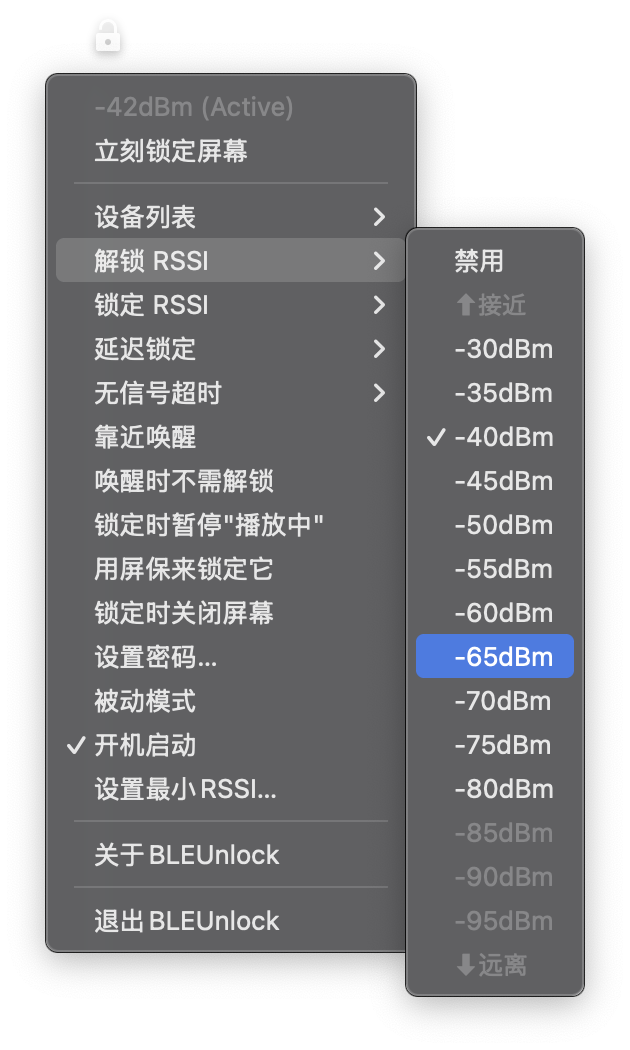 -42dBm (Active)
立刻锁定屏幕
设备列表
解锁 RSSI
锁定 RSSI
延迟锁定
无信号超时
靠近唤醒
唤醒时不需解锁
锁定时暂停"播放中"
用屏保来锁定它
锁定时关闭屏幕
设置密码...
被动模式
开机启动
设置最小 RSSI...
关于 BLEUnlock
退出 BLEUnlock
禁用
⬆接近
-30dBm
-35dBm
-40dBm
-45dBm
-50dBm
-55dBm
-60dBm
-65dBm
-70dBm
-75dBm
-80dBm
-85dBm
-90dBm
-95dBm
⬇远离